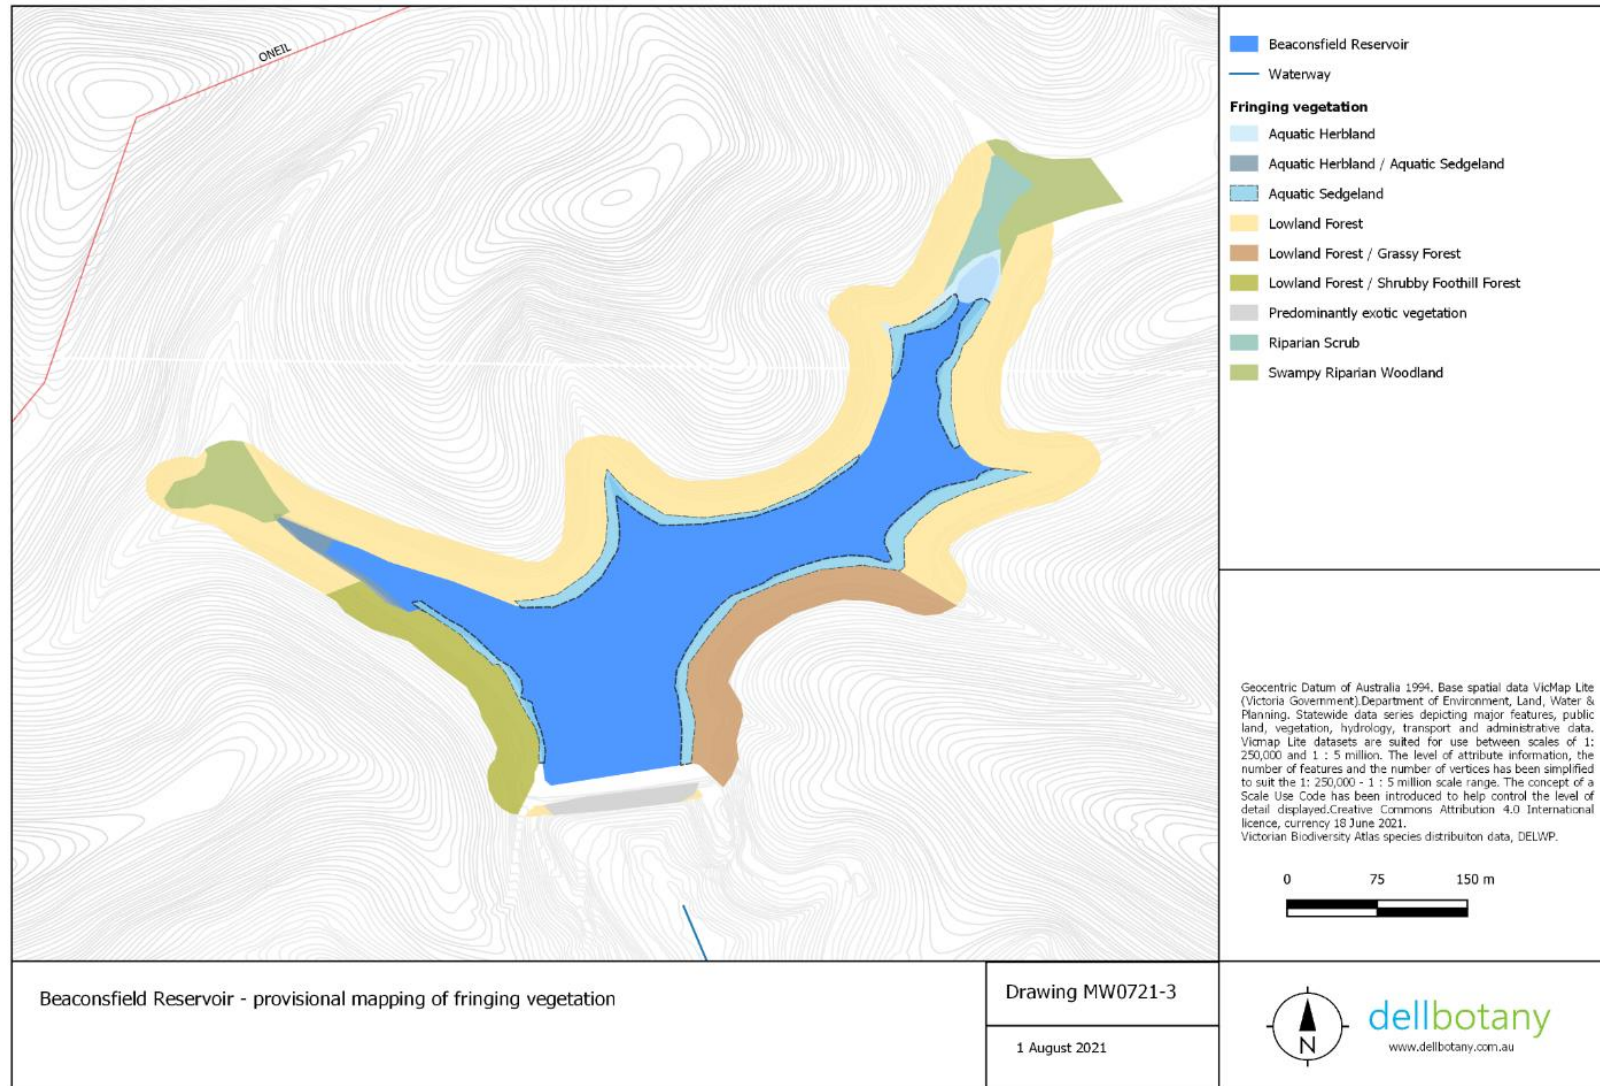 ONEIL
Beaconsfield Reservoir
Waterway
Fringing vegetation
Aquatic Herbland
Aquatic Herbland / Aquatic Sedgeland
Aquatic Sedgeland
Lowland Forest
Lowland Forest / Grassy Forest
Lowland Forest / Shrubby Foothill Forest
Predominantly exotic vegetation
Riparian Scrub
Swampy Riparian Woodland
Geocentric Datum of Australia 1994. Base spatial data VicMap Lite
(Victoria Government).Department of Environment, Land, Water &
Planning. Statewide data series depicting major features, public
land, vegetation, hydrology, transport and administrative data.
Vicmap Lite datasets are suited for use between scales of 1:
250,000 and 1 : 5 million. The level of attribute information, the
number of features and the number of vertices has been simplified
to suit the 1: 250,000 - 1 : 5 million scale range. The concept of a
Scale Use Code has been introduced to help control the level of
detail displayed.Creative Commons Attribution 4.0 International
licence, currency 18 June 2021.
Victorian Biodiversity Atlas species distribuiton data, DELWP.
0 75 150 m
Beaconsfield Reservoir - provisional mapping of fringing vegetation
Drawing MW0721-3
1 August 2021
N
dellbotany
www.dellbotany.com.au